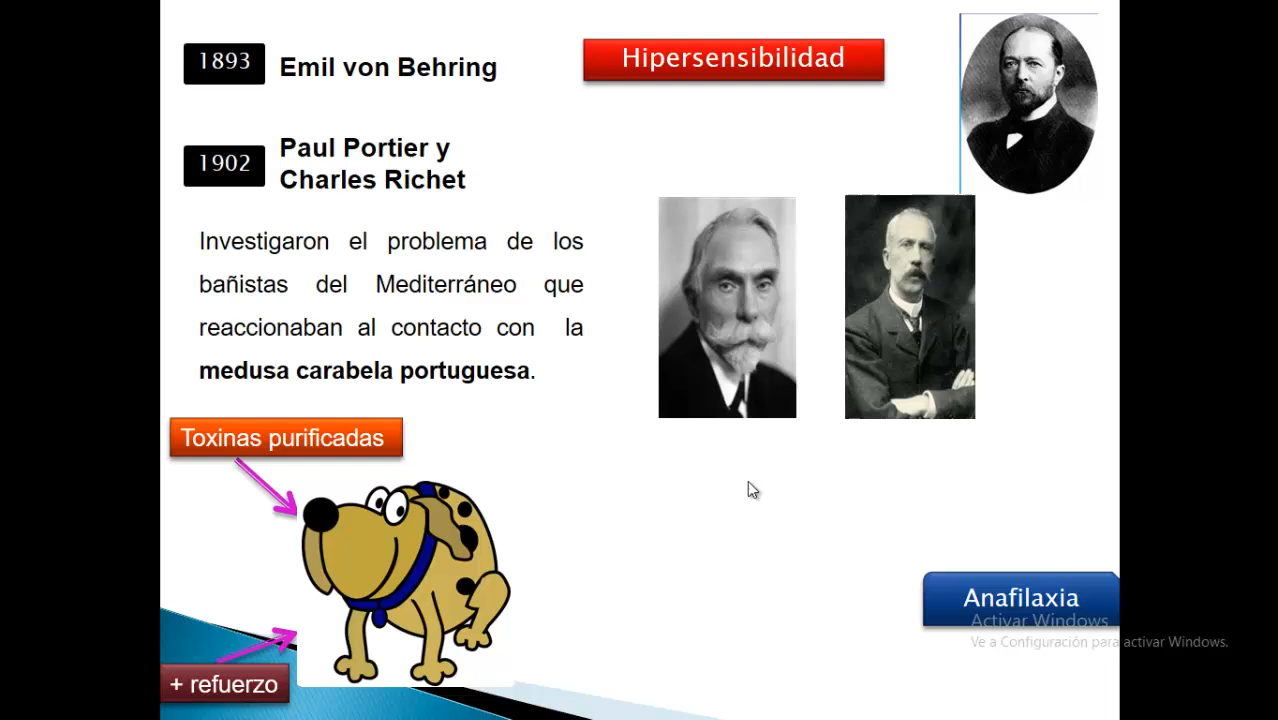 1893
Emil von Behring
Hipersensibilidad
1902
Paul Portier y
Charles Richet
Investigaron el problema de los
bañistas del Mediterráneo que
reaccionaban al contacto con la
medusa carabela portuguesa.
Toxinas purificadas
+ refuerzo
Anafilaxia
Activar Windows
Ve a Configuración para activar Windows.